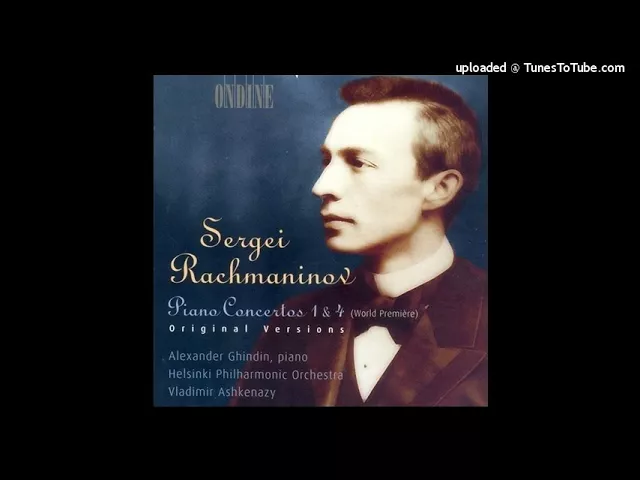 uploaded @ TunesToTube.com
ONDINE
Sergei
Rachmaninov
Piano Concertos 1 & 4 (World Première)
Original Versions
Alexander Ghindin, piano
Helsinki Philharmonic Orchestra
Vladimir Ashkenazy